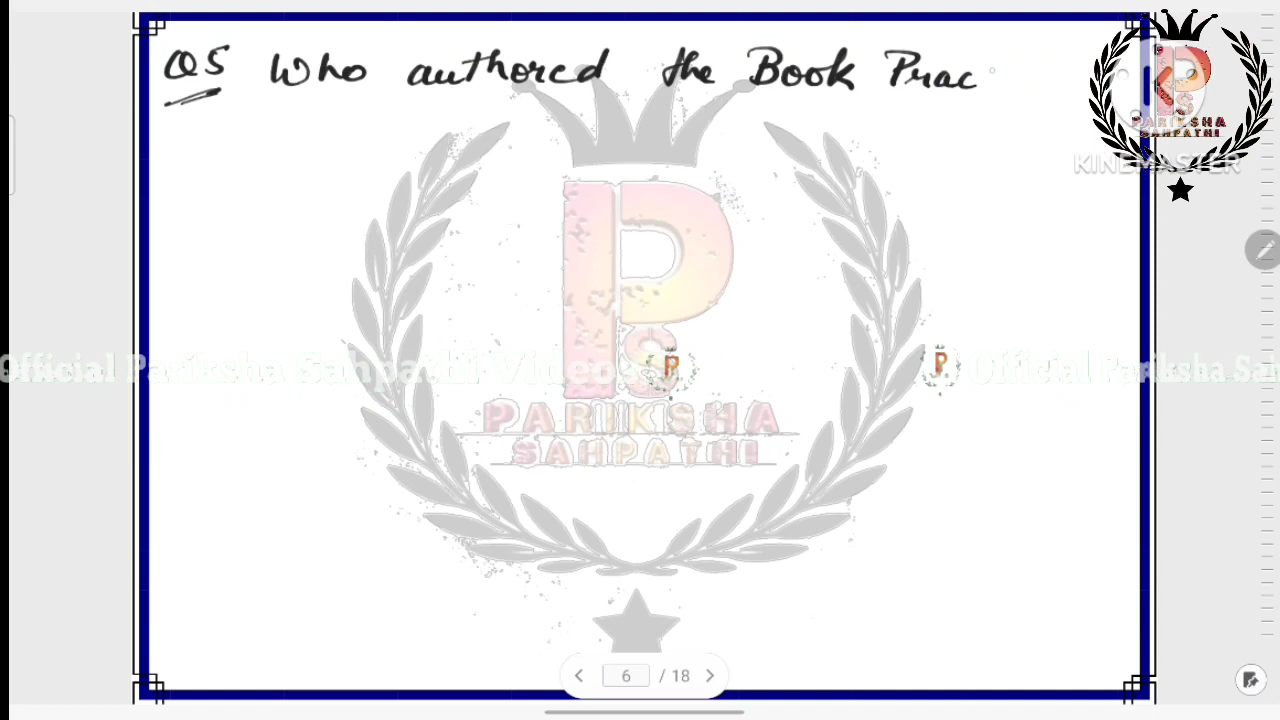 Q5 Who authored the Book Prac
PARIKSHA
SAHPATHI
KINEMASTER
Official Pariksha Sahpathi Videos
Official Pariksha Sah
PARIKSHA
SAHPATHI
6 / 18